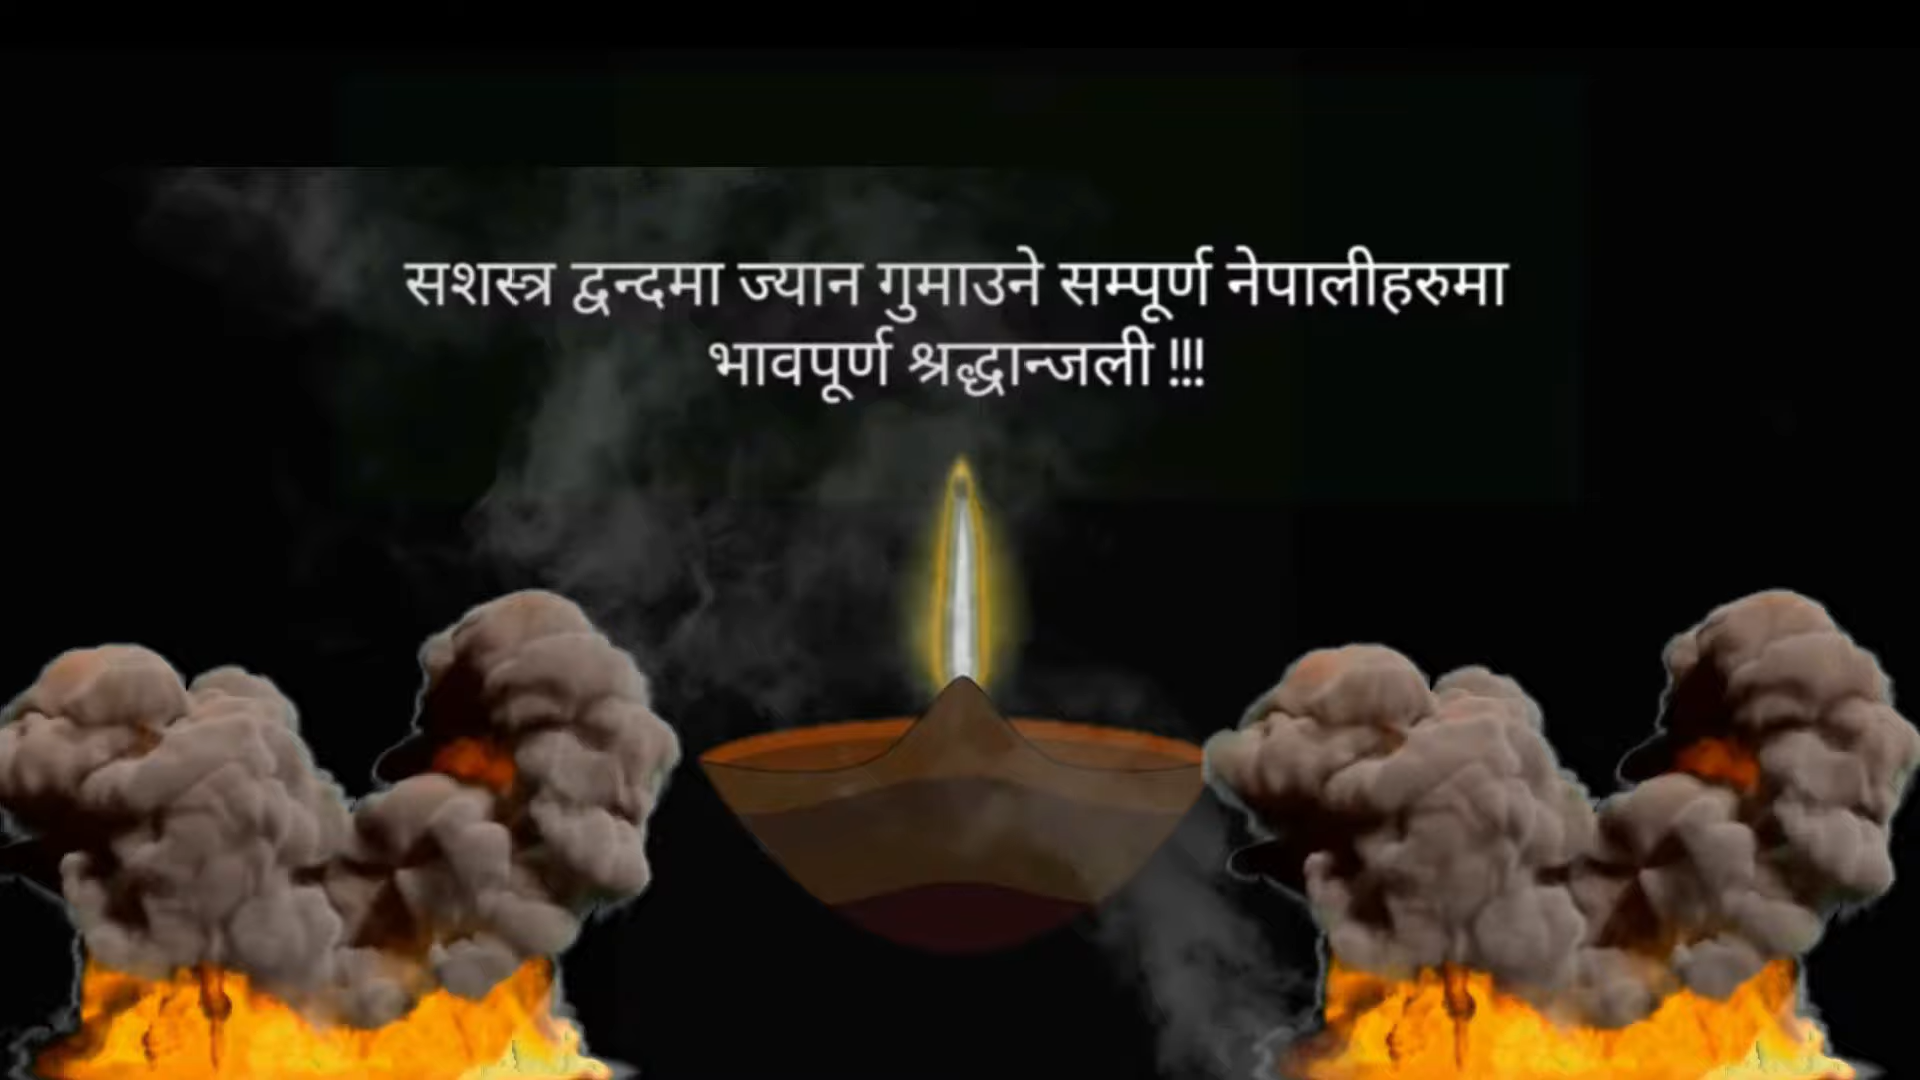 सशस्त्र द्वन्दमा ज्यान गुमाउने सम्पूर्ण नेपालीहरुमा
भावपूर्ण श्रद्धान्जली !!!